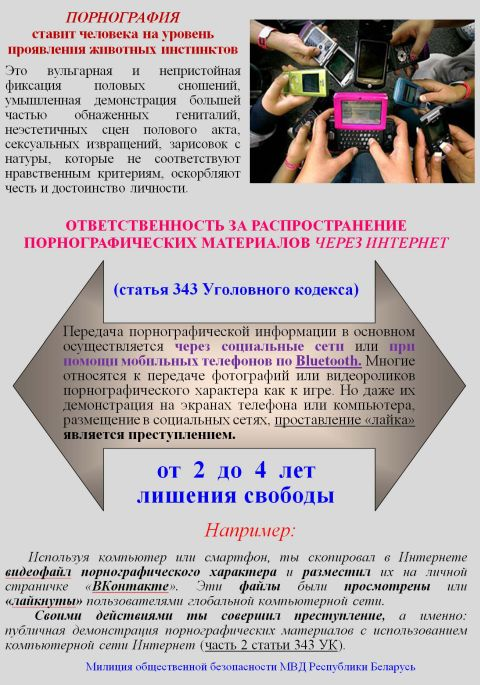 ПОРНОГРАФИЯ
ставит человека на уровень
проявления животных инстинктов
Это вульгарная и непристойная
фиксация половых сношений,
умышленная демонстрация большей
частью обнаженных гениталий,
неэстетичных сцен полового акта,
сексуальных извращений, зарисовок с
натуры, которые не соответствуют
нравственным критериям, оскорбляют
честь и достоинство личности.
ОТВЕТСТВЕННОСТЬ ЗА РАСПРОСТРАНЕНИЕ
ПОРНОГРАФИЧЕСКИХ МАТЕРИАЛОВ ЧЕРЕЗ ИНТЕРНЕТ
(статья 343 Уголовного кодекса)
Передача порнографической информации в основном
осуществляется через социальные сети или при
помощи мобильных телефонов по Bluetooth. Многие
относятся к передаче фотографий или видеороликов
порнографического характера как к игре. Но даже их
демонстрация на экранах телефона или компьютера,
размещение в социальных сетях, проставление «лайка»
является преступлением.
от 2 до 4 лет
лишения свободы
Например:
Используя компьютер или смартфон, ты скопировал в Интернете
видеофайл порнографического характера и разместил их на личной
страничке «ВКонтакте». Эти файлы были просмотрены или
«лайкнуты» пользователями глобальной компьютерной сети.
Своими действиями ты совершил преступление, а именно:
публичная демонстрация порнографических материалов с использованием
компьютерной сети Интернет (часть 2 статьи 343 УК).
Милиция общественной безопасности МВД Республики Беларусь